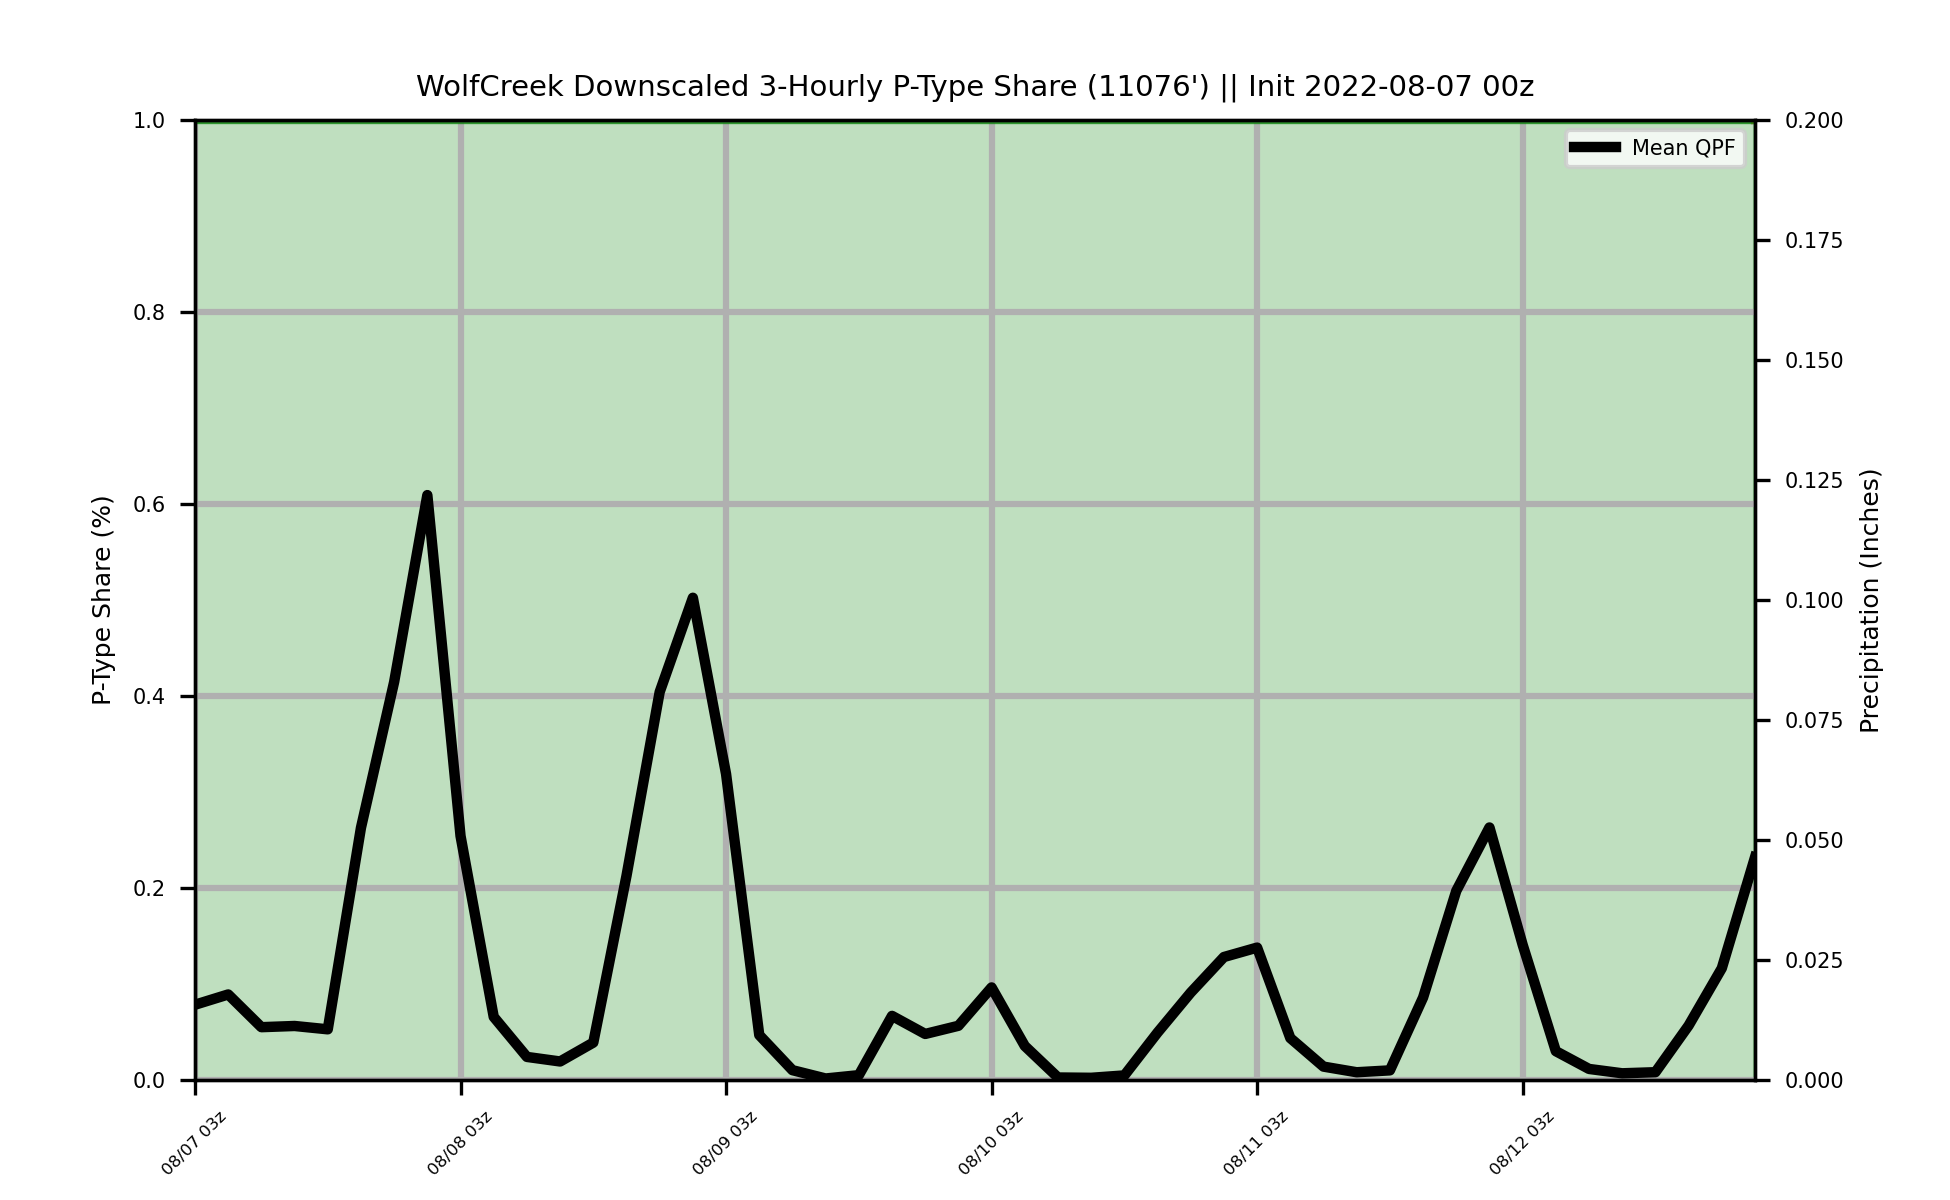 WolfCreek Downscaled 3-Hourly P-Type Share (11076') || Init 2022-08-07 00z
Mean QPF
P-Type Share (%)
1.0
0.8
0.6
0.4
0.2
0.0
0.200
0.175
0.150
0.125
0.100
0.075
0.050
0.025
0.000
Precipitation (Inches)
08/07 03z
08/08 03z
08/09 03z
08/10 03z
08/11 03z
08/12 03z